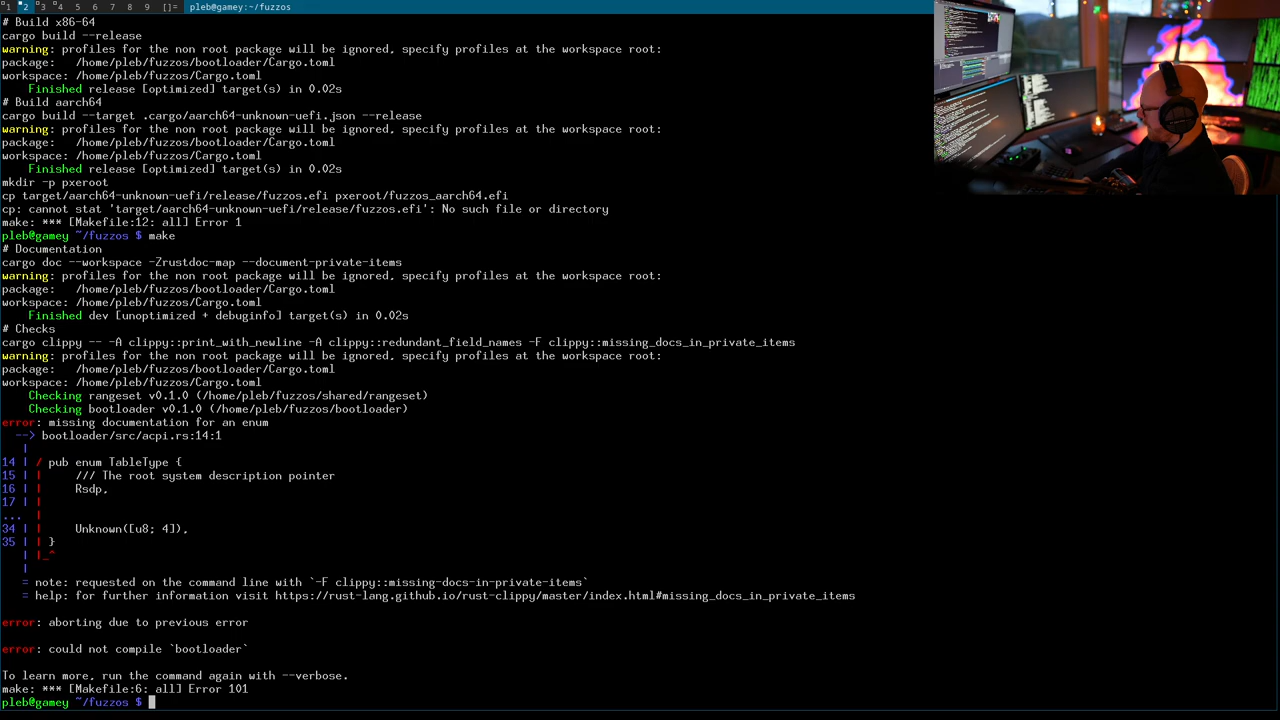 1 2 3 4 5 6 7 8 9 []= pleb@gamey:~/fuzzos
# Build x86-64
cargo build --release
warning: profiles for the non root package will be ignored, specify profiles at the workspace root:
package:   /home/pleb/fuzzos/bootloader/Cargo.toml
workspace: /home/pleb/fuzzos/Cargo.toml
Finished release [optimized] target(s) in 0.02s
# Build aarch64
cargo build --target .cargo/aarch64-unknown-uefi.json --release
warning: profiles for the non root package will be ignored, specify profiles at the workspace root:
package:   /home/pleb/fuzzos/bootloader/Cargo.toml
workspace: /home/pleb/fuzzos/Cargo.toml
Finished release [optimized] target(s) in 0.02s
mkdir -p pxeroot
cp target/aarch64-unknown-uefi/release/fuzzos.efi pxeroot/fuzzos_aarch64.efi
cp: cannot stat 'target/aarch64-unknown-uefi/release/fuzzos.efi': No such file or directory
make: *** [Makefile:12: all] Error 1
pleb@gamey ~/fuzzos $ make
# Documentation
cargo doc --workspace -Zrustdoc-map --document-private-items
warning: profiles for the non root package will be ignored, specify profiles at the workspace root:
package:   /home/pleb/fuzzos/bootloader/Cargo.toml
workspace: /home/pleb/fuzzos/Cargo.toml
Finished dev [unoptimized + debuginfo] target(s) in 0.02s
# Checks
cargo clippy -- -A clippy::print_with_newline -A clippy::redundant_field_names -F clippy::missing_docs_in_private_items
warning: profiles for the non root package will be ignored, specify profiles at the workspace root:
package:   /home/pleb/fuzzos/bootloader/Cargo.toml
workspace: /home/pleb/fuzzos/Cargo.toml
Checking rangeset v0.1.0 (/home/pleb/fuzzos/shared/rangeset)
Checking bootloader v0.1.0 (/home/pleb/fuzzos/bootloader)
error: missing documentation for an enum
--> bootloader/src/acpi.rs:14:1
|
14 | / pub enum TableType {
15 | |     /// The root system description pointer
16 | |     Rsdp,
17 | |
... |
34 | |     Unknown([u8; 4]),
35 | | }
| |_^
|
= note: requested on the command line with `-F clippy::missing-docs-in-private-items`
= help: for further information visit https://rust-lang.github.io/rust-clippy/master/index.html#missing_docs_in_private_items
error: aborting due to previous error
error: could not compile `bootloader`
To learn more, run the command again with --verbose.
make: *** [Makefile:6: all] Error 101
pleb@gamey ~/fuzzos $